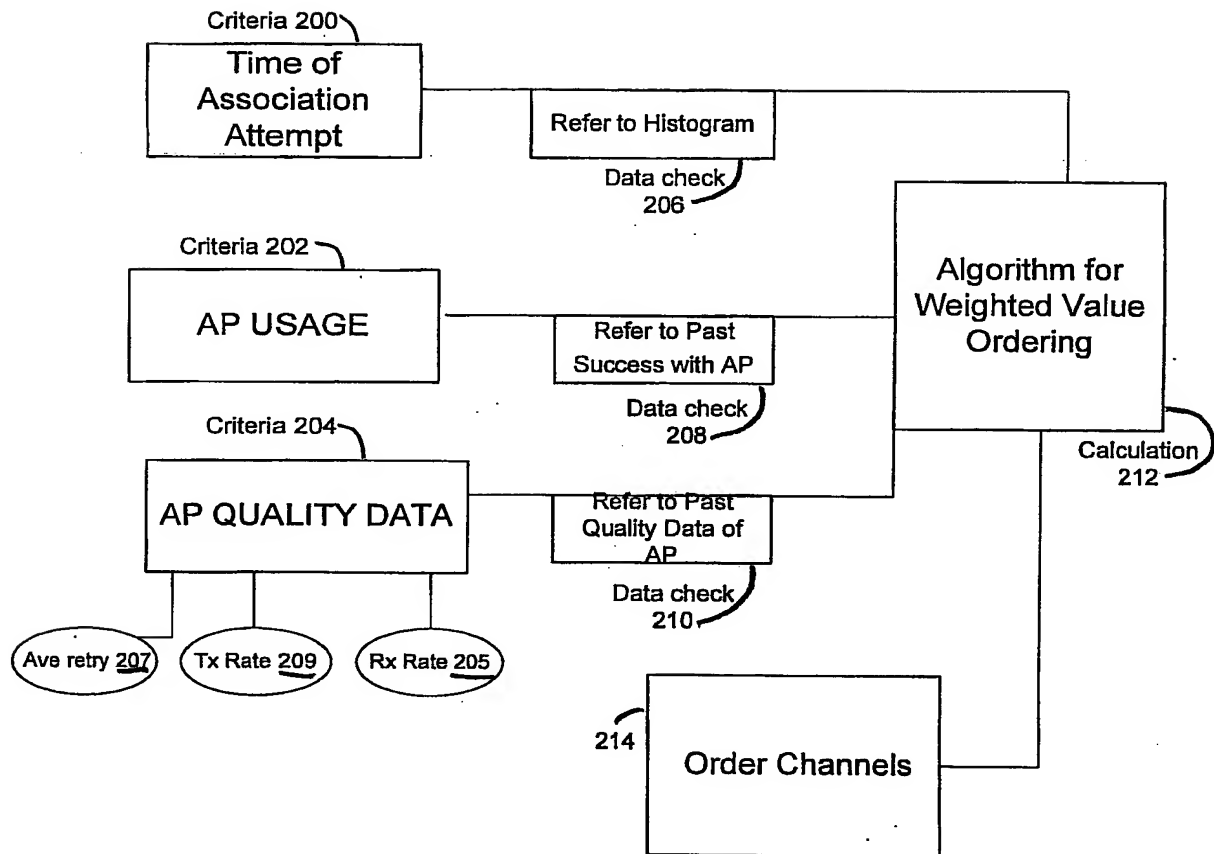 Criteria 200
Time of
Association
Attempt
Refer to Histogram
Data check
206
Criteria 202
AP USAGE
Refer to Past
Success with AP
Data check
208
Algorithm for
Weighted Value
Ordering
Calculation
212
Criteria 204
AP QUALITY DATA
Refer to Past
Quality Data of
AP
Data check
210
Ave retry 207
Tx Rate 209
Rx Rate 205
214
Order Channels